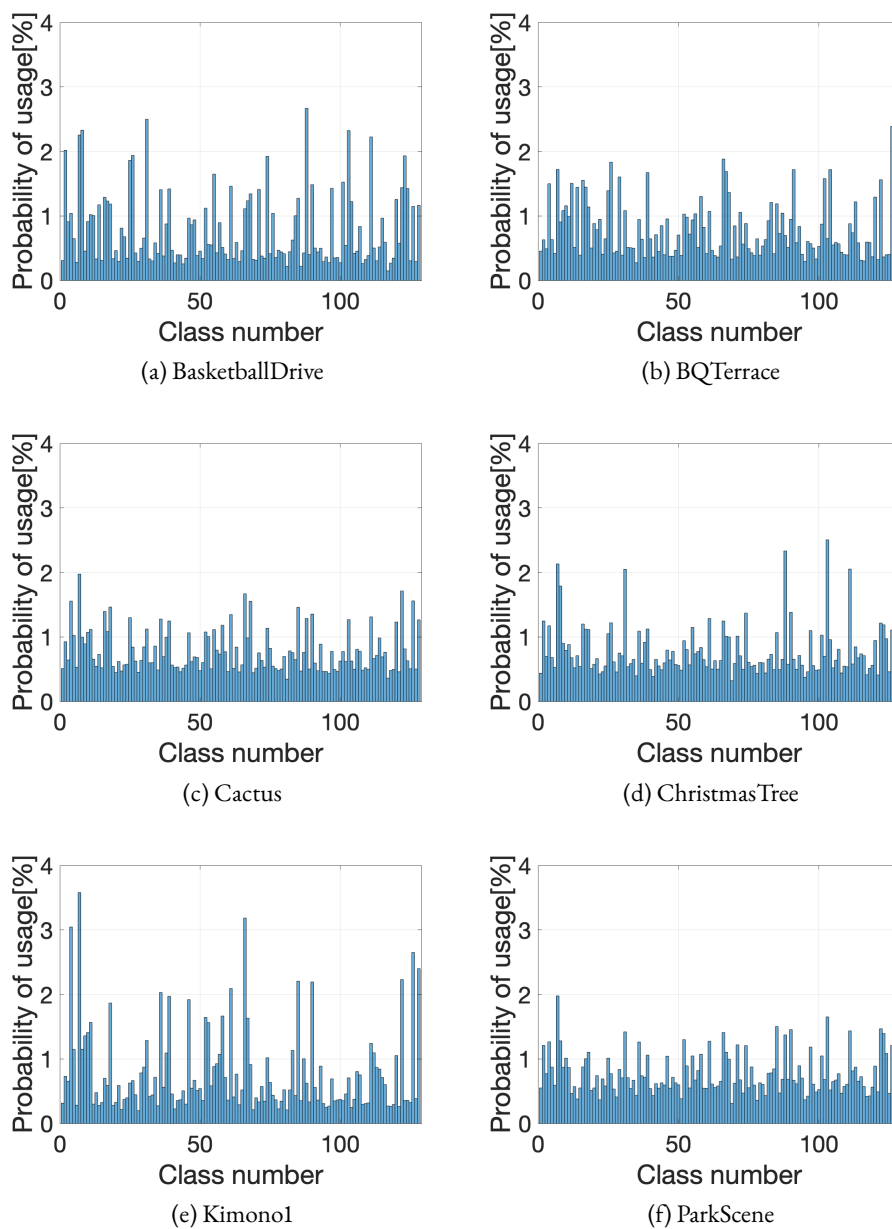 4
3
2
1
0
0 50 100
Probability of usage[%]
Class number
(a) BasketballDrive
4
3
2
1
0
0 50 100
Probability of usage[%]
Class number
(b) BQTerrace
4
3
2
1
0
0 50 100
Probability of usage[%]
Class number
(c) Cactus
4
3
2
1
0
0 50 100
Probability of usage[%]
Class number
(d) ChristmasTree
4
3
2
1
0
0 50 100
Probability of usage[%]
Class number
(e) Kimono1
4
3
2
1
0
0 50 100
Probability of usage[%]
Class number
(f) ParkScene